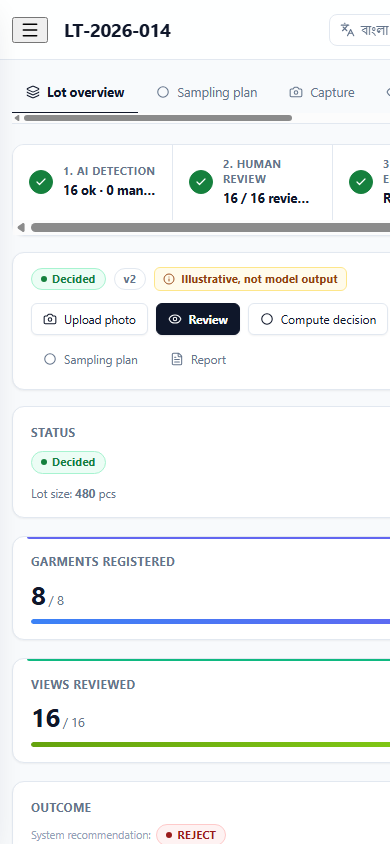 LT-2026-014
বাংলা
Lot overview
Sampling plan
Capture
1. AI DETECTION
16 ok · 0 man...
2. HUMAN
REVIEW
16 / 16 revie...
3
E
R
Decided
v2
Illustrative, not model output
Upload photo
Review
Compute decision
Sampling plan
Report
STATUS
Decided
Lot size: 480 pcs
GARMENTS REGISTERED
8 / 8
VIEWS REVIEWED
16 / 16
OUTCOME
System recommendation: REJECT